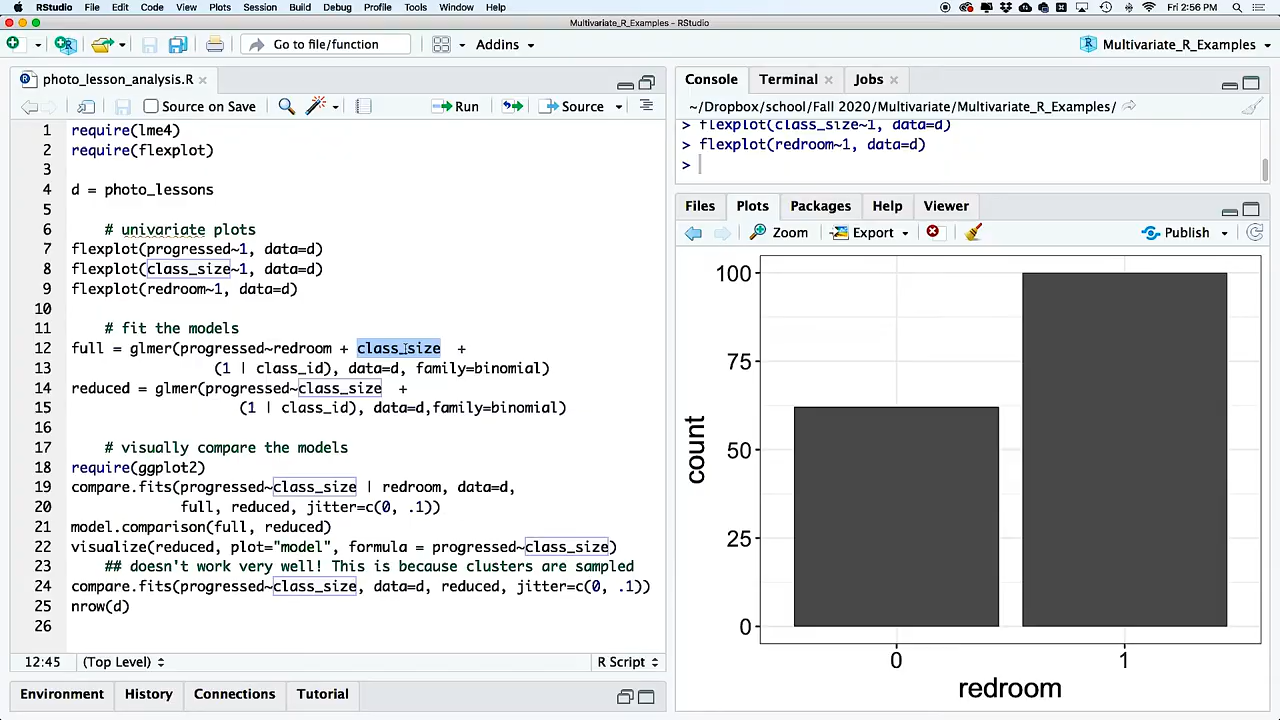 RStudio File Edit Code View Plots Session Build Debug Profile Tools Window Help Fri 2:56 PM
Multivariate_R_Examples - RStudio
Go to file/function Addins Multivariate_R_Examples
photo_lesson_analysis.R
Source on Save Run Source
1 require(lme4)
2 require(flexplot)
3
4 d = photo_lessons
5
6 # univariate plots
7 flexplot(progressed~1, data=d)
8 flexplot(class_size~1, data=d)
9 flexplot(redroom~1, data=d)
10
11 # fit the models
12 full = glmer(progressed~redroom + class_size +
13 (1 | class_id), data=d, family=binomial)
14 reduced = glmer(progressed~class_size +
15 (1 | class_id), data=d,family=binomial)
16
17 # visually compare the models
18 require(ggplot2)
19 compare.fits(progressed~class_size | redroom, data=d,
20 full, reduced, jitter=c(0, .1))
21 model.comparison(full, reduced)
22 visualize(reduced, plot="model", formula = progressed~class_size)
23 ## doesn't work very well! This is because clusters are sampled
24 compare.fits(progressed~class_size, data=d, reduced, jitter=c(0, .1))
25 nrow(d)
26
12:45 (Top Level) R Script
Environment History Connections Tutorial
Console Terminal Jobs
~/Dropbox/school/Fall 2020/Multivariate/Multivariate_R_Examples/
> flexplot(class_size~1, data=d)
> flexplot(redroom~1, data=d)
>
Files Plots Packages Help Viewer
Zoom Export Publish
100
75
50
25
0
count
0 1
redroom